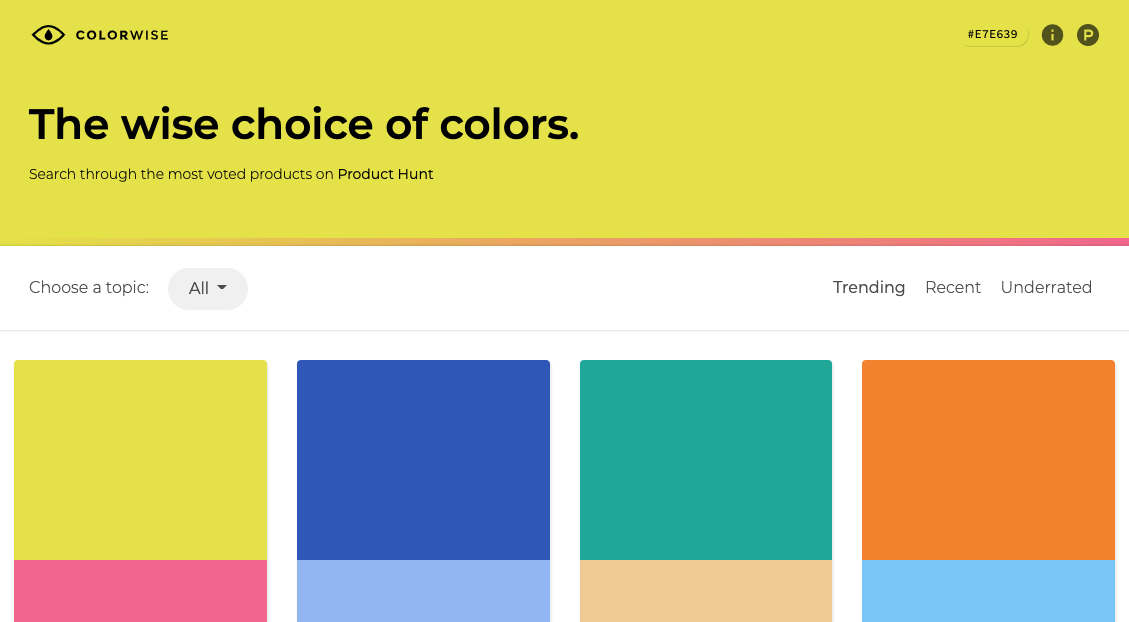 COLORWISE
#E7E639
i
P
The wise choice of colors.
Search through the most voted products on Product Hunt
Choose a topic: All
Trending Recent Underrated